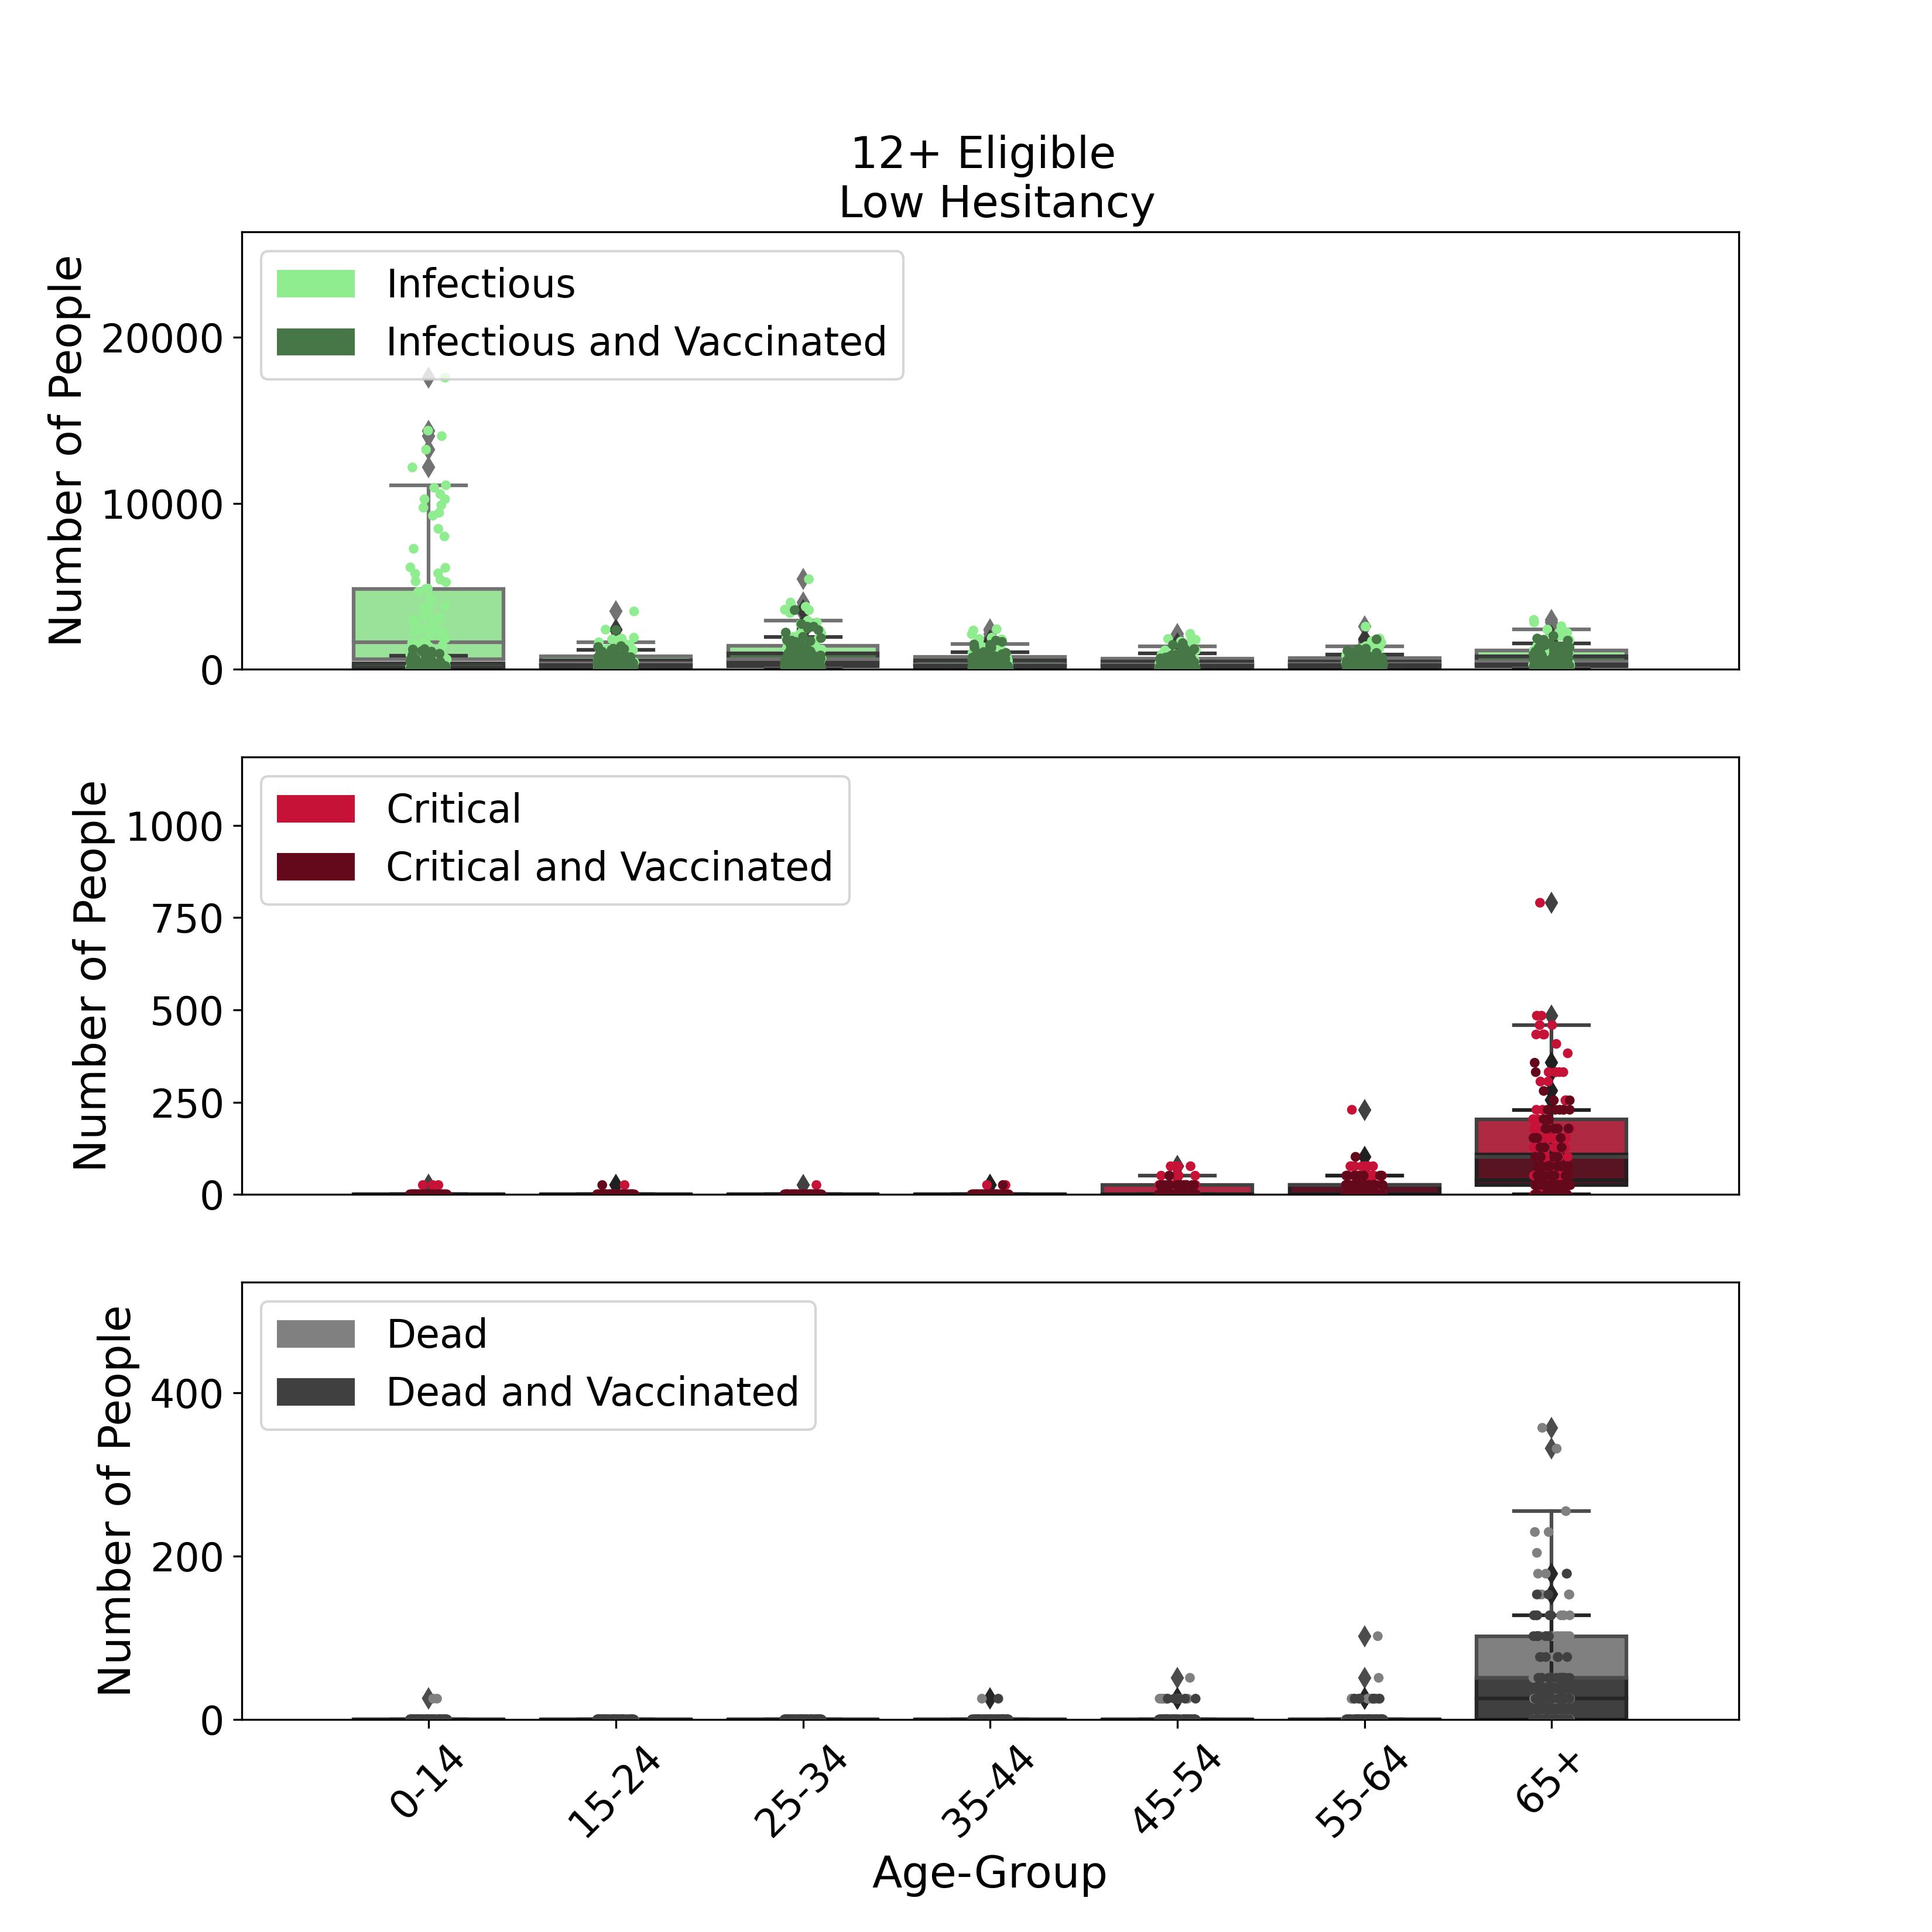 12+ Eligible
Low Hesitancy
Number of People
20000
10000
0
Infectious
Infectious and Vaccinated
Number of People
1000
750
500
250
0
Critical
Critical and Vaccinated
Number of People
400
200
0
Dead
Dead and Vaccinated
0-14
15-24
25-34
35-44
45-54
55-64
65+
Age-Group